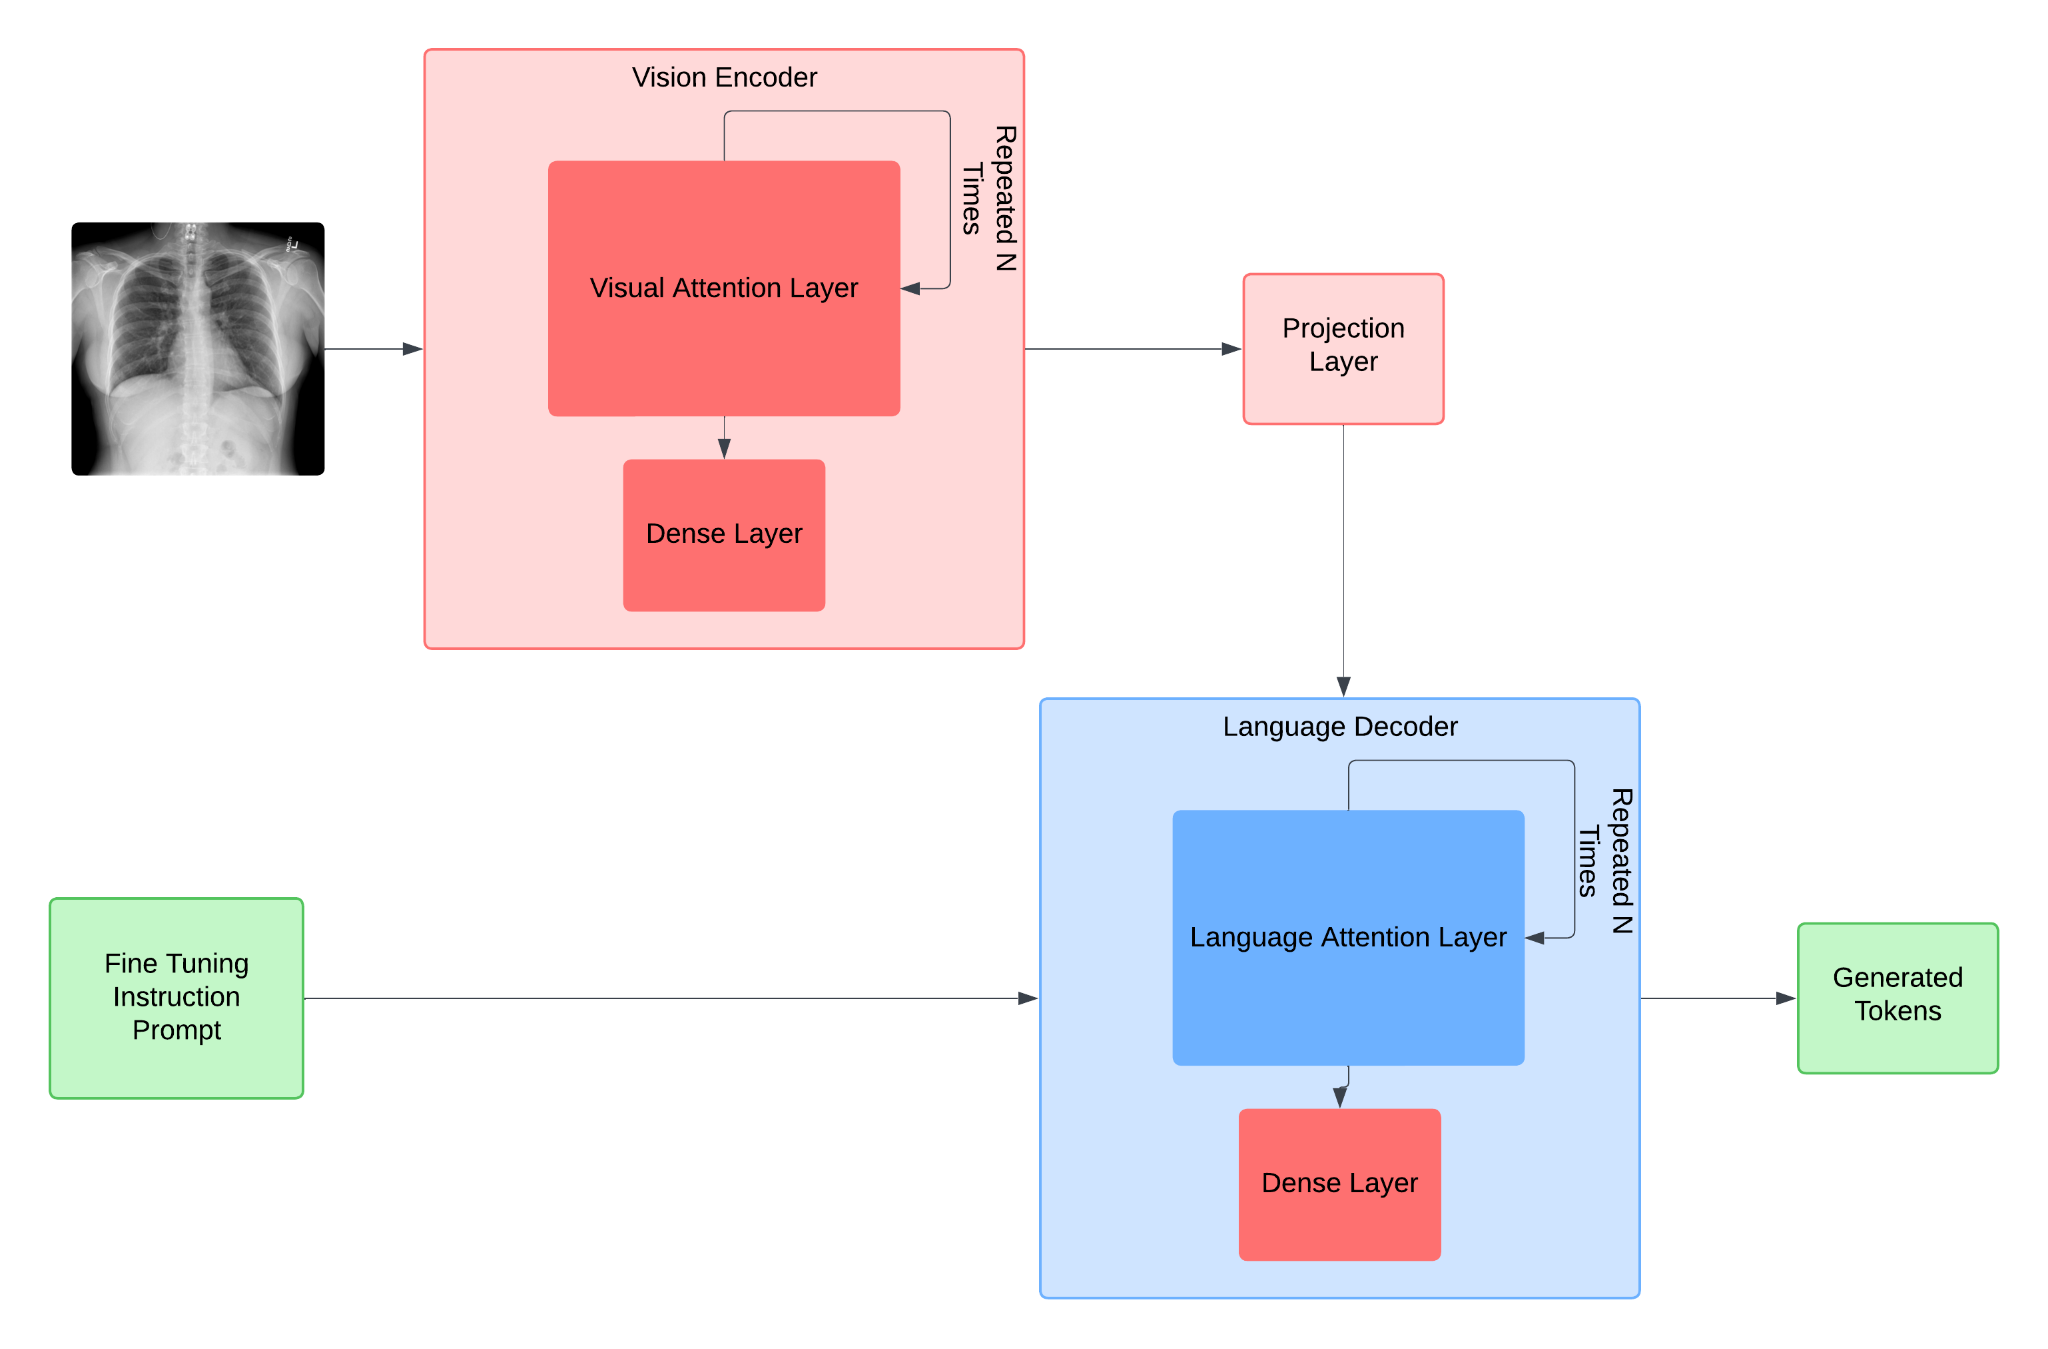 Vision Encoder
Repeated N
Times
Visual Attention Layer
Dense Layer
Projection
Layer
Language Decoder
Repeated N
Times
Language Attention Layer
Dense Layer
Fine Tuning
Instruction
Prompt
Generated
Tokens